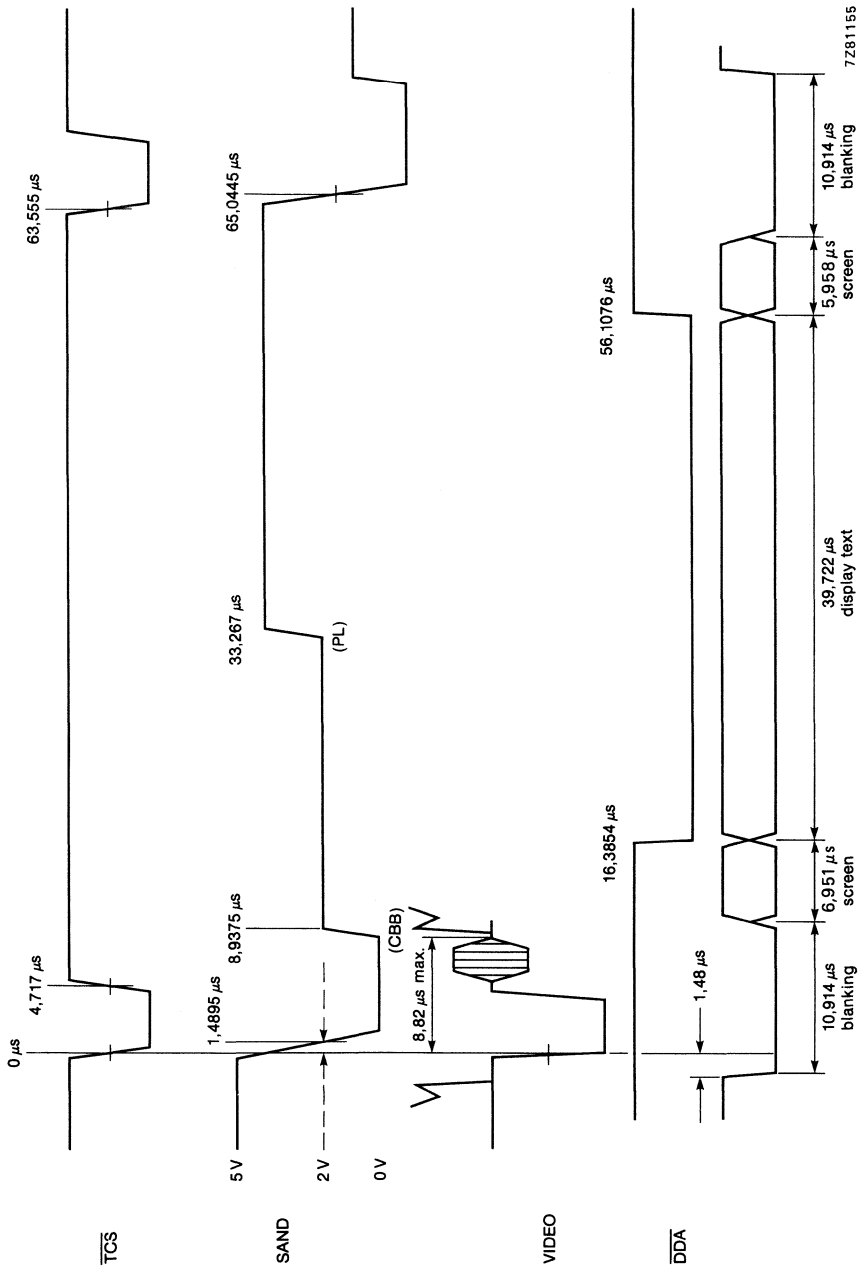 0 μs
4,717 μs
63,555 μs
TCS
1,4895 μs
8,9375 μs
33,267 μs
65,0445 μs
5 V
2 V
0 V
SAND
(CBB)
(PL)
8,82 μs max.
VIDEO
16,3854 μs
56,1076 μs
DDA
1,48 μs
10,914 μs
blanking
6,951 μs
screen
39,722 μs
display text
5,958 μs
screen
10,914 μs
blanking
7Z81155